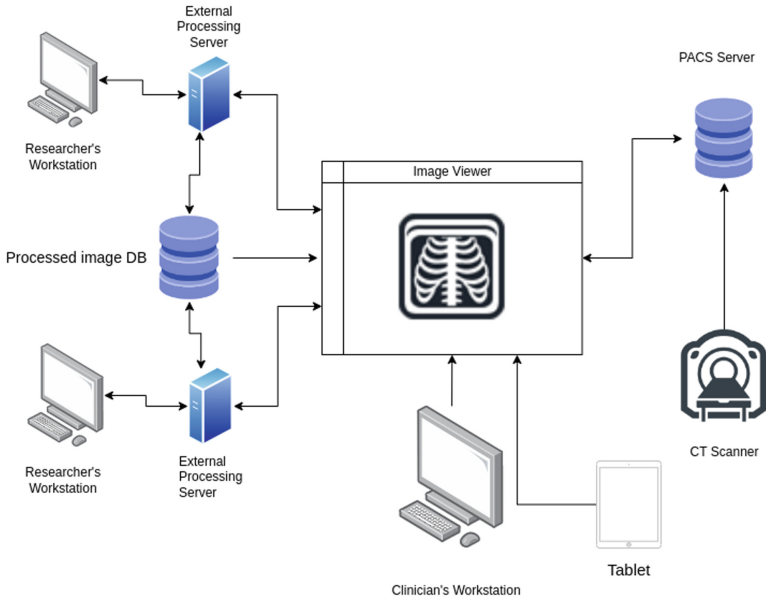 External
Processing
Server
PACS Server
Researcher's
Workstation
Image Viewer
Processed image DB
External
Processing
Server
Researcher's
Workstation
CT Scanner
Tablet
Clinician's Workstation